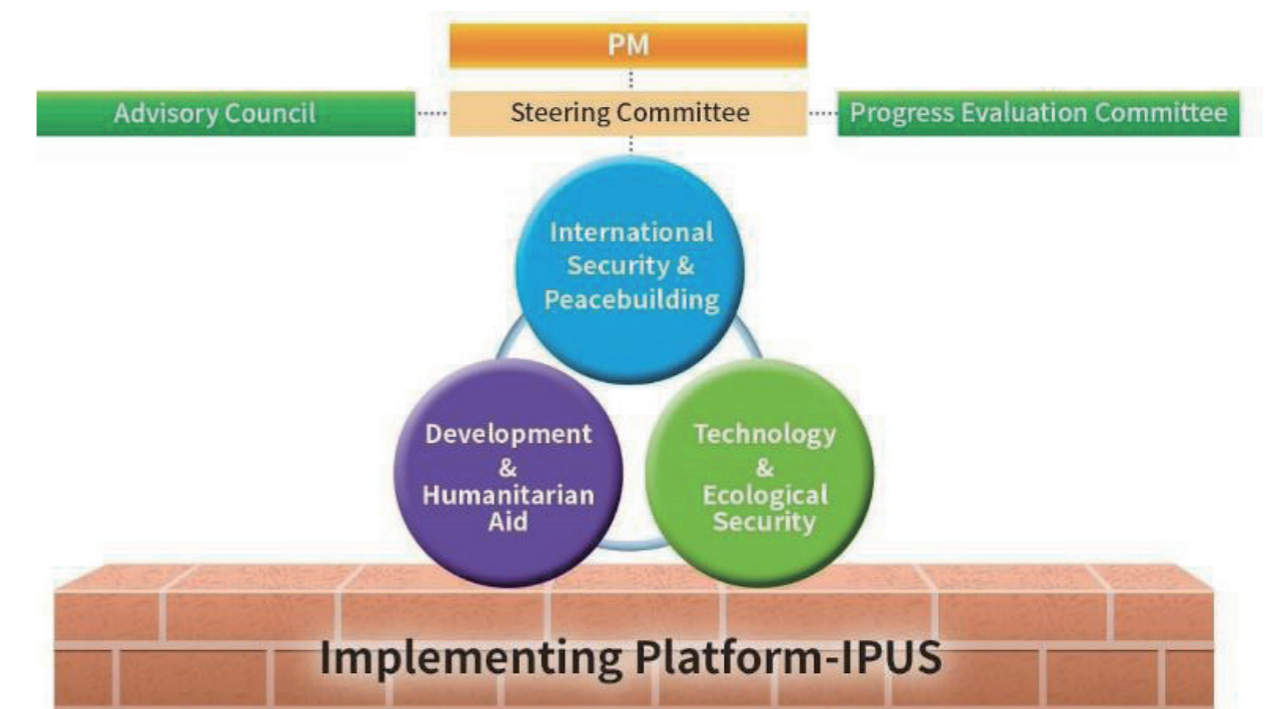 PM
Advisory Council
Steering Committee
Progress Evaluation Committee
International
Security &
Peacebuilding
Development
&
Humanitarian
Aid
Technology
&
Ecological
Security
Implementing Platform-IPUS